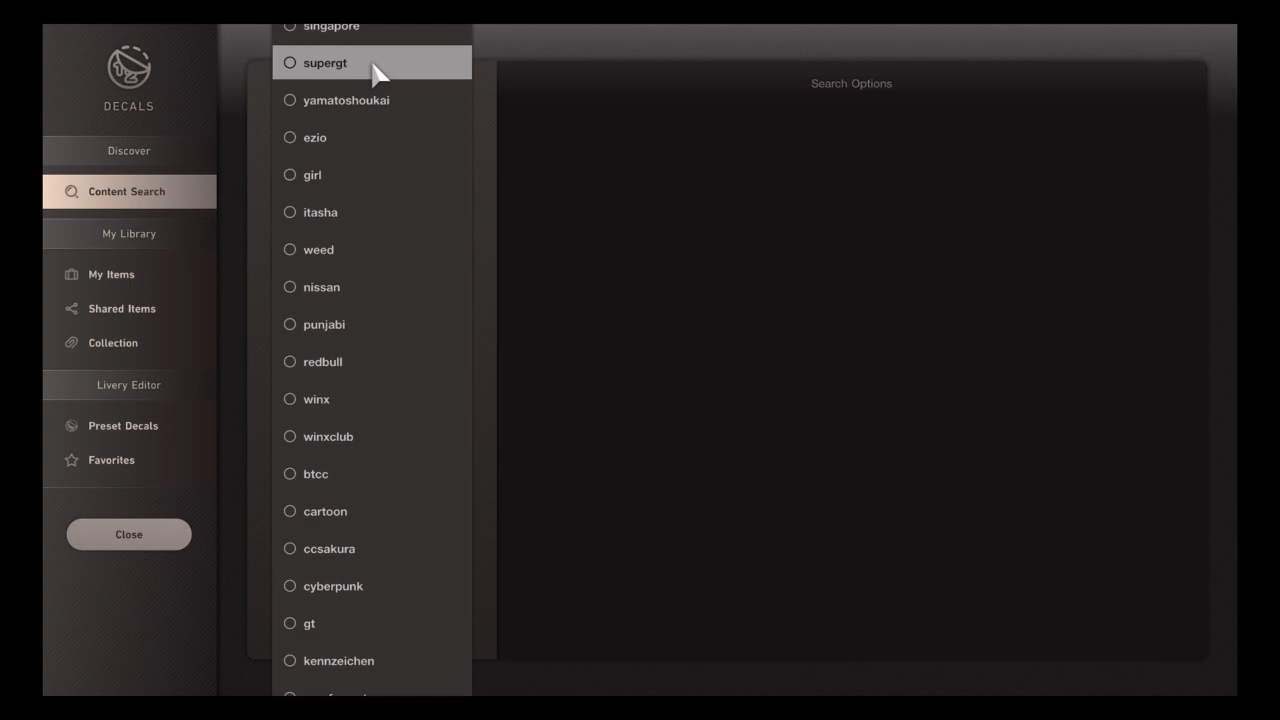 DECALS
Discover
Content Search
My Library
My Items
Shared Items
Collection
Livery Editor
Preset Decals
Favorites
Close
singapore
supergt
yamatoshoukai
ezio
girl
itasha
weed
nissan
punjabi
redbull
winx
winxclub
btcc
cartoon
ccsakura
cyberpunk
gt
kennzeichen
Search Options